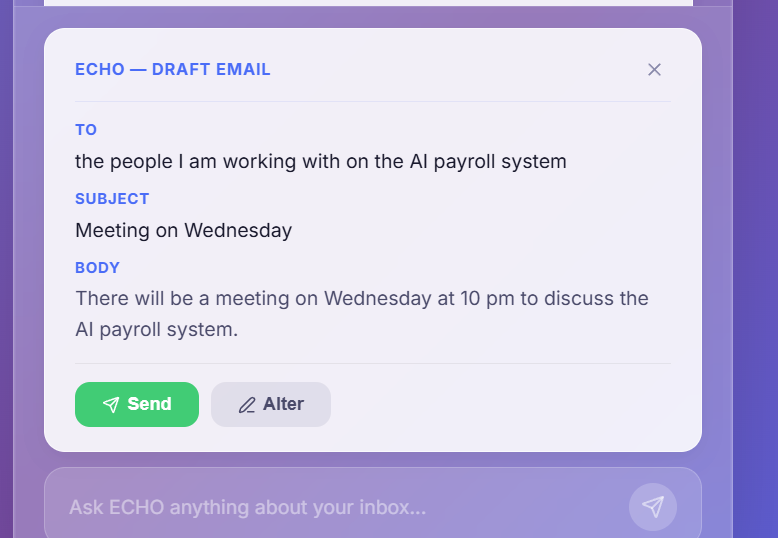 ECHO — DRAFT EMAIL
TO
the people I am working with on the AI payroll system
SUBJECT
Meeting on Wednesday
BODY
There will be a meeting on Wednesday at 10 pm to discuss the
AI payroll system.
Send
Alter
Ask ECHO anything about your inbox...